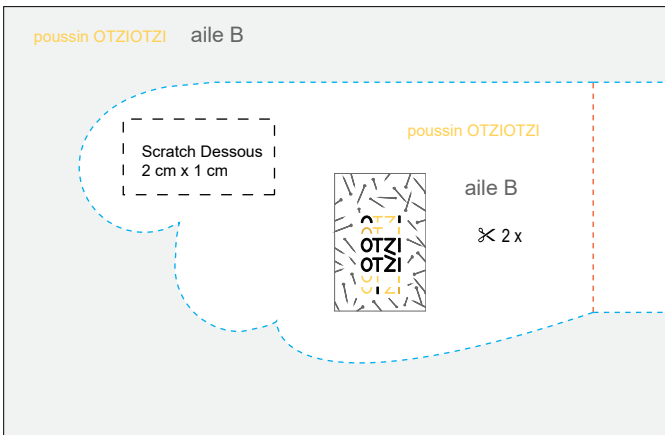 poussin OTZIOTZI aile B
poussin OTZIOTZI
Scratch Dessous
2 cm x 1 cm
aile B
2 x
OTZI
OTZI